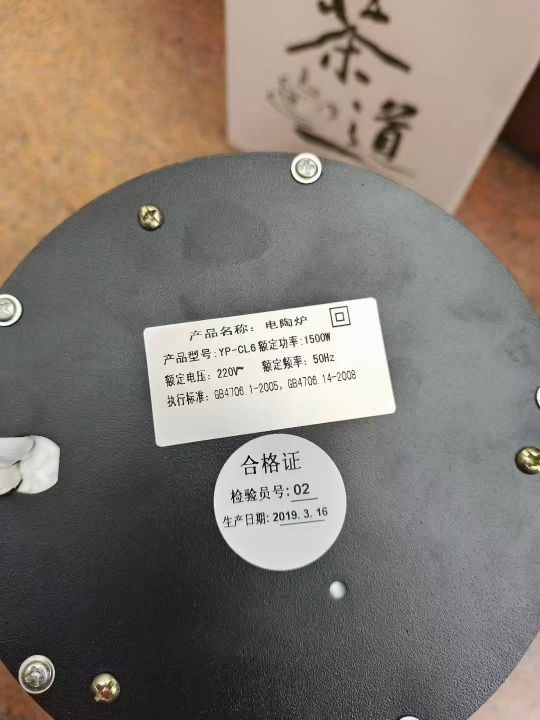 茶道
产品名称：电陶炉
产品型号:YP-CL6 额定功率:1500W
额定电压：220V~ 额定频率：50Hz
执行标准：GB4706.1-2005, GB4706.14-2008
合格证
检验员号:02
生产日期:2019.3.16